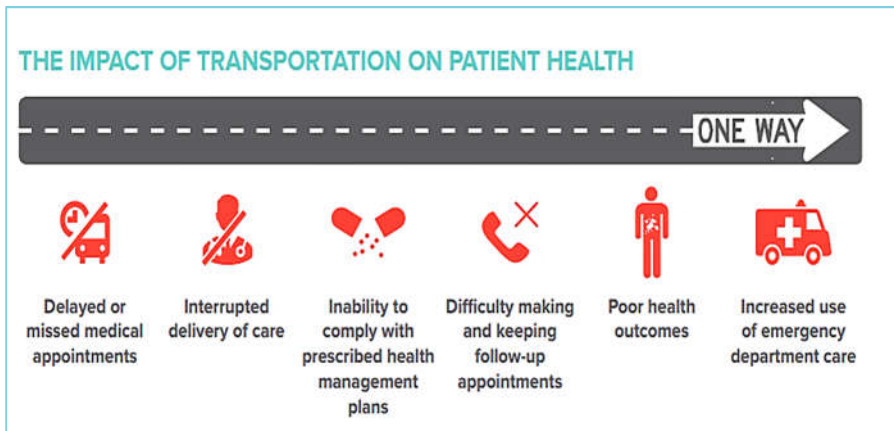 THE IMPACT OF TRANSPORTATION ON PATIENT HEALTH
ONE WAY
Delayed or
missed medical
appointments
Interrupted
delivery of care
Inability to
comply with
prescribed health
management
plans
Difficulty making
and keeping
follow-up
appointments
Poor health
outcomes
Increased use
of emergency
department care